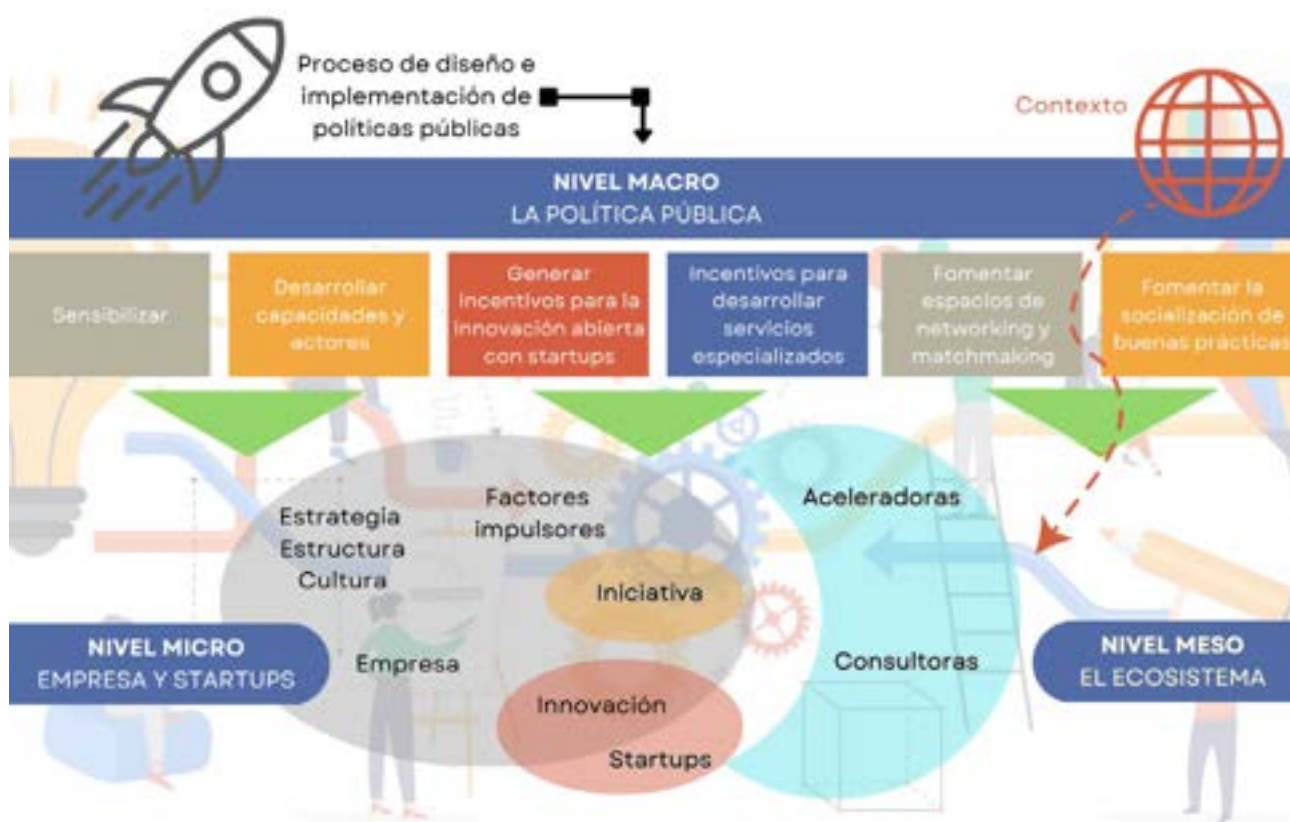 Proceso de diseño e
implementación de
políticas públicas
Contexto
NIVEL MACRO
LA POLÍTICA PÚBLICA
Sensibilizar
Desarrollar
capacidades y
actores
Generar
incentivos para la
innovación abierta
con startups
Incentivos para
desarrollar
servicios
especializados
Fomentar
espacios de
networking y
matchmaking
Fomentar la
socialización de
buenas prácticas
Estrategia
Estructura
Cultura
Factores
impulsores
Aceleradoras
Iniciativa
NIVEL MICRO
EMPRESA Y STARTUPS
Empresa
Consultoras
NIVEL MESO
EL ECOSISTEMA
Innovación
Startups